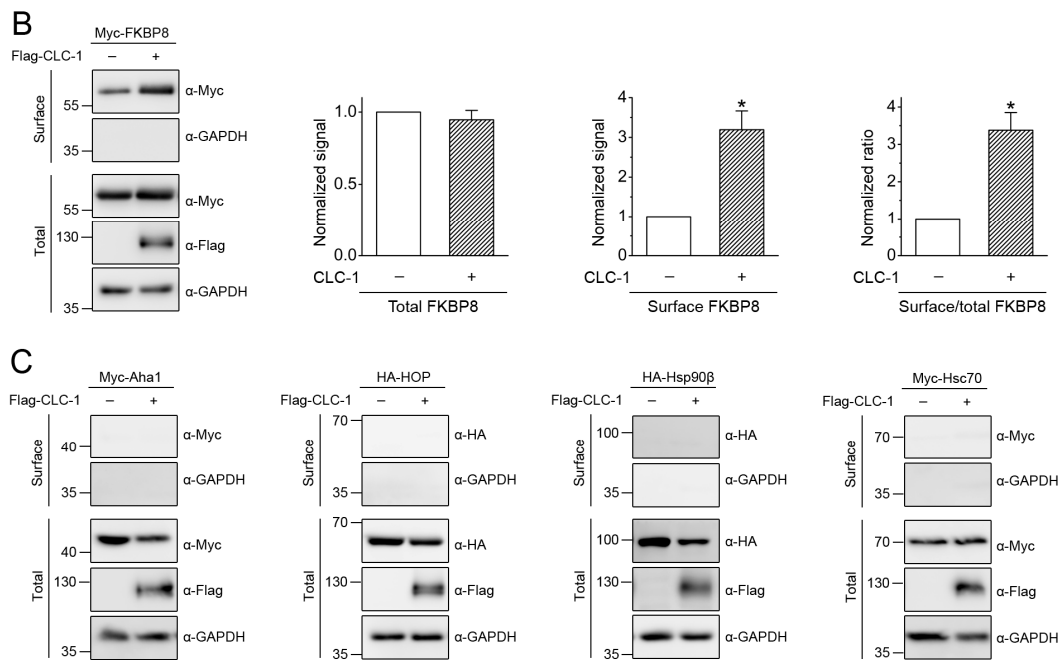 B
Myc-FKBP8
Flag-CLC-1 – +
Surface
55
α-Myc
35
α-GAPDH
Total
55
α-Myc
130
α-Flag
35
α-GAPDH
Normalized signal
1.0
0.5
0.0
CLC-1 – +
Total FKBP8
Normalized signal
4
3
2
1
0
*
CLC-1 – +
Surface FKBP8
Normalized ratio
4
3
2
1
0
*
CLC-1 – +
Surface/total FKBP8
C
Myc-Aha1
Flag-CLC-1 – +
Surface
40
α-Myc
35
α-GAPDH
Total
40
α-Myc
130
α-Flag
35
α-GAPDH
HA-HOP
Flag-CLC-1 – +
Surface
70
α-HA
35
α-GAPDH
Total
70
α-HA
130
α-Flag
35
α-GAPDH
HA-Hsp90β
Flag-CLC-1 – +
Surface
100
α-HA
35
α-GAPDH
Total
100
α-HA
130
α-Flag
35
α-GAPDH
Myc-Hsc70
Flag-CLC-1 – +
Surface
70
α-Myc
35
α-GAPDH
Total
70
α-Myc
130
α-Flag
35
α-GAPDH